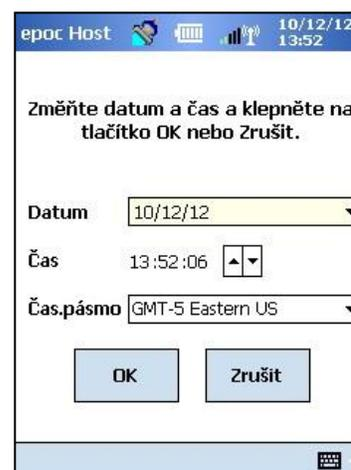 epoc Host 10/12/12
13:52
Změňte datum a čas a klepněte na
tlačítko OK nebo Zrušit.
Datum 10/12/12
Čas 13:52:06
Čas.pásmo GMT-5 Eastern US
OK Zrušit